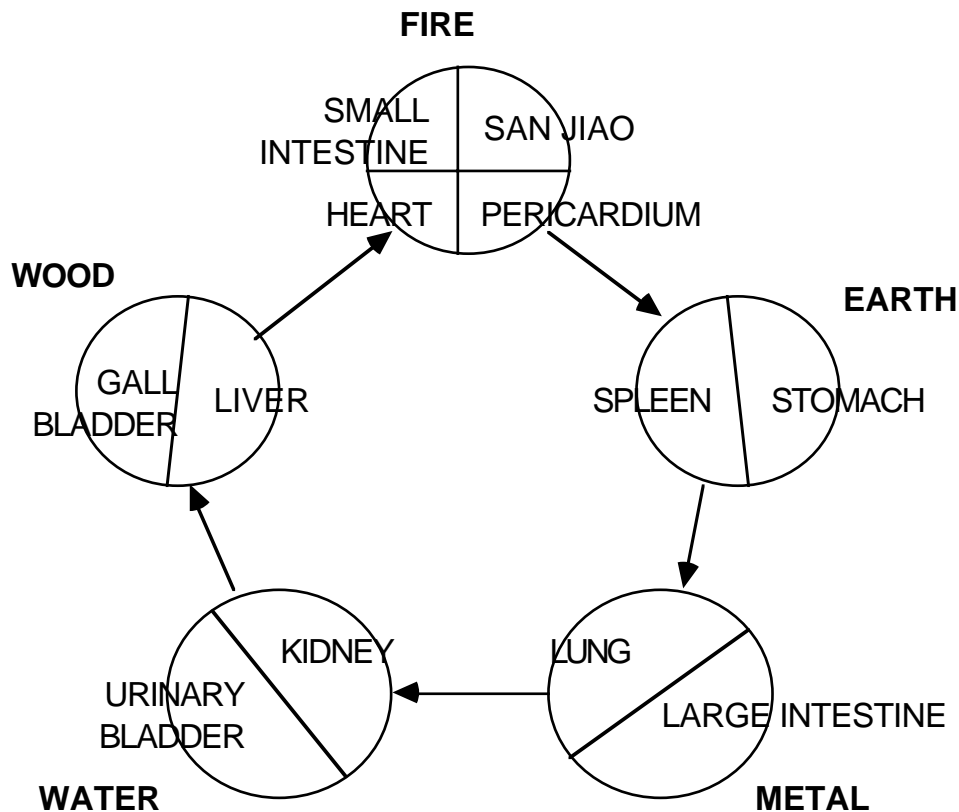 FIRE
SMALL
INTESTINE
SAN JIAO
HEART
PERICARDIUM
WOOD
EARTH
GALL
BLADDER
LIVER
SPLEEN
STOMACH
KIDNEY
URINARY
BLADDER
LUNG
LARGE INTESTINE
WATER
METAL